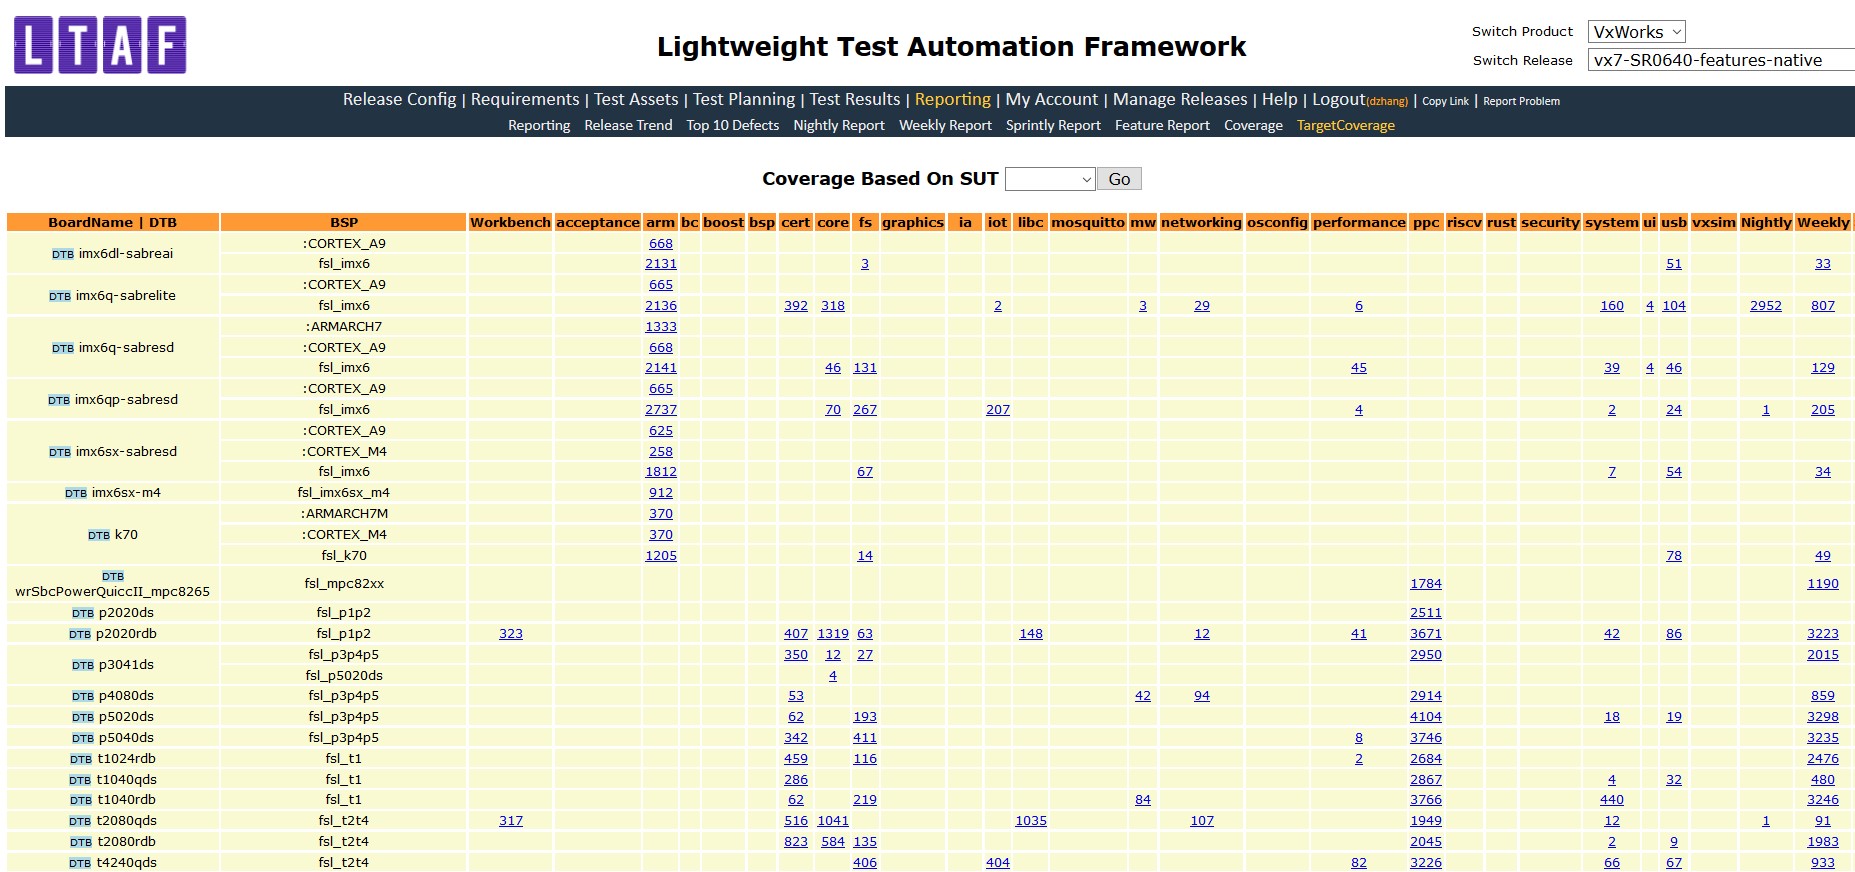 LTAF
Lightweight Test Automation Framework
Switch Product VxWorks
Switch Release vx7-SR0640-features-native
Release Config | Requirements | Test Assets | Test Planning | Test Results | Reporting | My Account | Manage Releases | Help | Logout(dzhang) | Copy Link | Report Problem
Reporting Release Trend Top 10 Defects Nightly Report Weekly Report Sprintly Report Feature Report Coverage TargetCoverage
Coverage Based On SUT Go
BoardName | DTB BSP Workbench acceptance arm bc boost bsp cert core fs graphics ia iot libc mosquitto mw networking osconfig performance ppc riscv rust security system ui usb vxsim Nightly Weekly
DTB imx6dl-sabreai :CORTEX_A9 668
fsl_imx6 2131 3 51 33
DTB imx6q-sabrelite :CORTEX_A9 665
fsl_imx6 2136 392 318 2 3 29 6 160 4 104 2952 807
DTB imx6q-sabresd :ARMARCH7 1333
:CORTEX_A9 668
fsl_imx6 2141 46 131 45 39 4 46 129
DTB imx6qp-sabresd :CORTEX_A9 665
fsl_imx6 2737 70 267 207 4 2 24 1 205
DTB imx6sx-sabresd :CORTEX_A9 625
:CORTEX_M4 258
fsl_imx6 1812 67 7 54 34
DTB imx6sx-m4 fsl_imx6sx_m4 912
DTB k70 :ARMARCH7M 370
:CORTEX_M4 370
fsl_k70 1205 14 78 49
DTB
wrSbcPowerQuiccII_mpc8265 fsl_mpc82xx 1784 1190
DTB p2020ds fsl_p1p2 2511
DTB p2020rdb fsl_p1p2 323 407 1319 63 148 12 41 3671 42 86 3223
DTB p3041ds fsl_p3p4p5 350 12 27 2950 2015
fsl_p5020ds 4
DTB p4080ds fsl_p3p4p5 53 42 94 2914 859
DTB p5020ds fsl_p3p4p5 62 193 4104 18 19 3298
DTB p5040ds fsl_p3p4p5 342 411 8 3746 3235
DTB t1024rdb fsl_t1 459 116 2 2684 2476
DTB t1040qds fsl_t1 286 2867 4 32 480
DTB t1040rdb fsl_t1 62 219 84 3766 440 3246
DTB t2080qds fsl_t2t4 317 516 1041 1035 107 1949 12 1 91
DTB t2080rdb fsl_t2t4 823 584 135 2045 2 9 1983
DTB t4240qds fsl_t2t4 406 404 82 3226 66 67 933